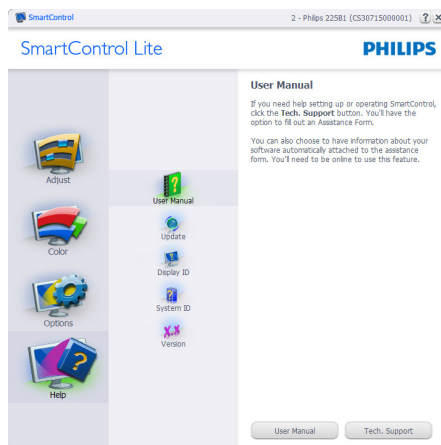 SmartControl
2 - Philips 225B1 (CS30715000001)
? X
SmartControl Lite
PHILIPS
Adjust
Color
Options
Help
User Manual
Update
Display ID
System ID
X.X
Version
User Manual
If you need help setting up or operating SmartControl,
click the Tech. Support button. You'll have the
option to fill out an Assistance Form.
You can also choose to have information about your
software automatically attached to the assistance
form. You'll need to be online to use this feature.
User Manual
Tech. Support